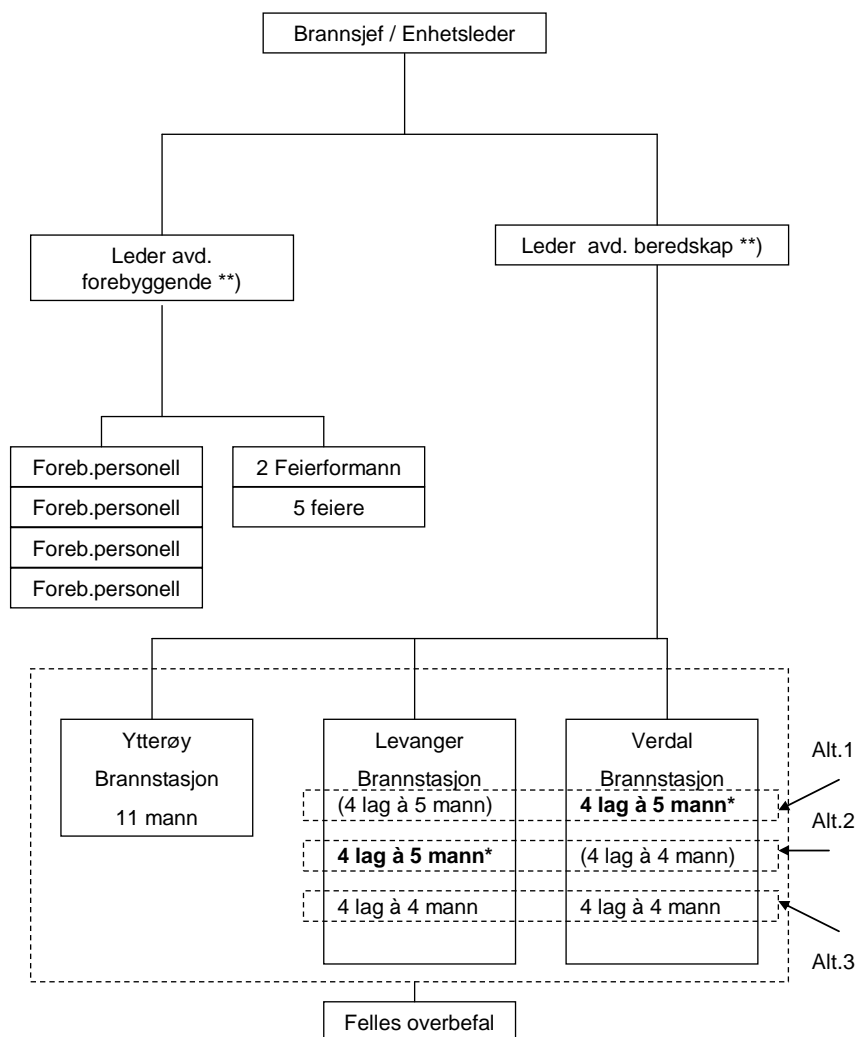 Brannsjef / Enhetsleder
Leder avd.
forebyggende **)
Leder avd. beredskap **)
Foreb.personell
Foreb.personell
Foreb.personell
Foreb.personell
2 Feierformann
5 feiere
Ytterøy
Brannstasjon
11 mann
Levanger
Brannstasjon
(4 lag à 5 mann)
4 lag à 5 mann*
4 lag à 4 mann
Verdal
Brannstasjon
4 lag à 5 mann*
(4 lag à 4 mann)
4 lag à 4 mann
Alt.1
Alt.2
Alt.3
Felles overbefal